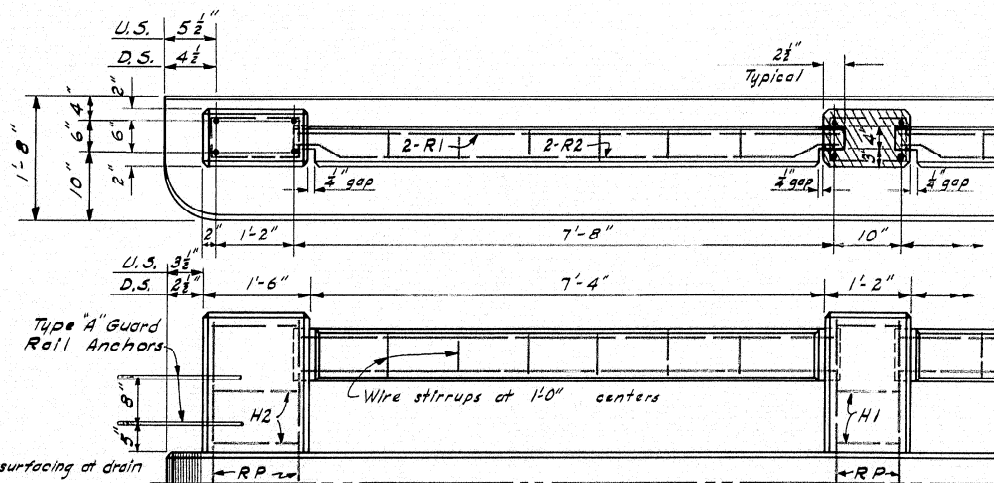 U.S. 5 1/2"
D.S. 4 1/2"
2"
4"
6"
6"
10"
2"
1'-8"
2 1/2"
Typical
2-R1
2-R2
4"
3"
1/4" gap
1/4" gap
1/4" gap
2" 1'-2" 7'-8" 10"
U.S. 3 1/2"
D.S. 2 1/2" 1'-6" 7'-4" 1'-2"
Type "A" Guard
Rail Anchors
8"
5"
H2
Wire stirrups at 1'-0" centers
H1
surfacing at drain
RP
RP